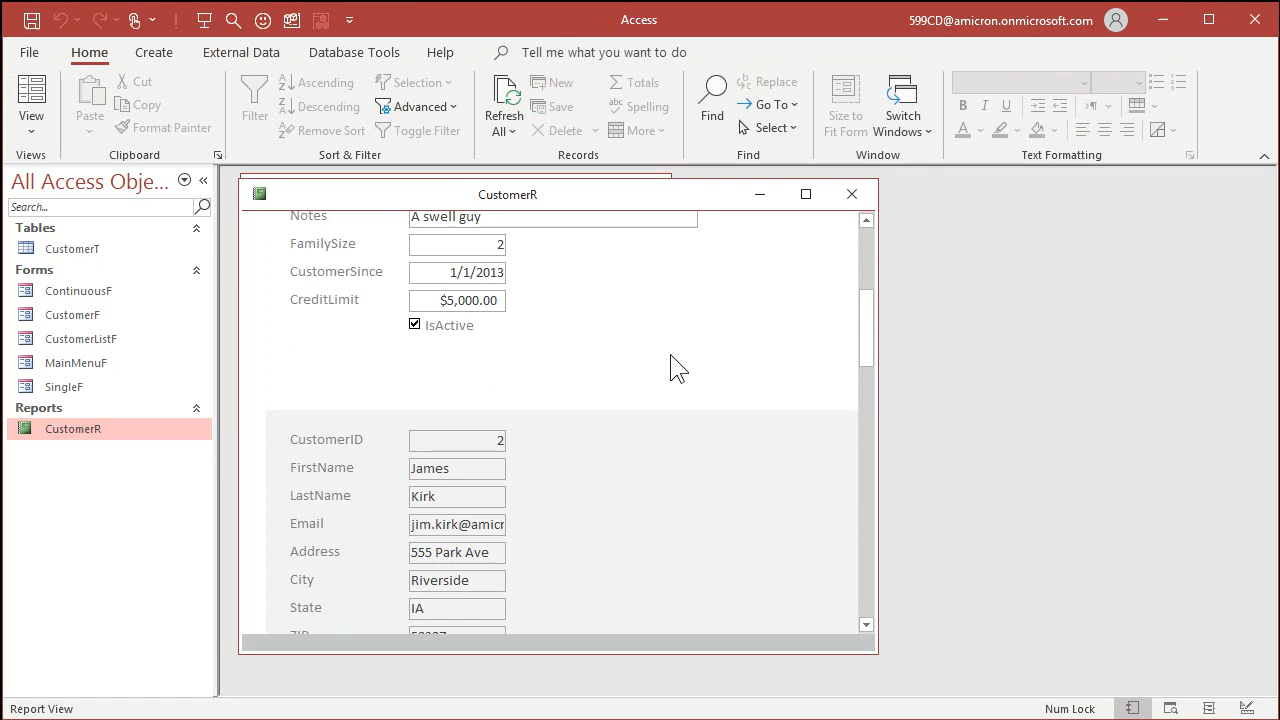 Access
599CD@amicron.onmicrosoft.com
File Home Create External Data Database Tools Help Tell me what you want to do
View
Views
Paste
Cut
Copy
Format Painter
Clipboard
Filter
Ascending
Descending
Remove Sort
Selection
Advanced
Toggle Filter
Sort & Filter
Refresh
All
New
Save
Delete
Totals
Spelling
More
Records
Find
Replace
Go To
Select
Find
Size to
Fit Form
Switch
Windows
Window
B I U
A
Text Formatting
All Access Obje...
Search...
Tables
CustomerT
Forms
ContinuousF
CustomerF
CustomerListF
MainMenuF
SingleF
Reports
CustomerR
CustomerR
Notes A swell guy
FamilySize 2
CustomerSince 1/1/2013
CreditLimit $5,000.00
IsActive
CustomerID 2
FirstName James
LastName Kirk
Email jim.kirk@amicr
Address 555 Park Ave
City Riverside
State IA
Report View
Num Lock